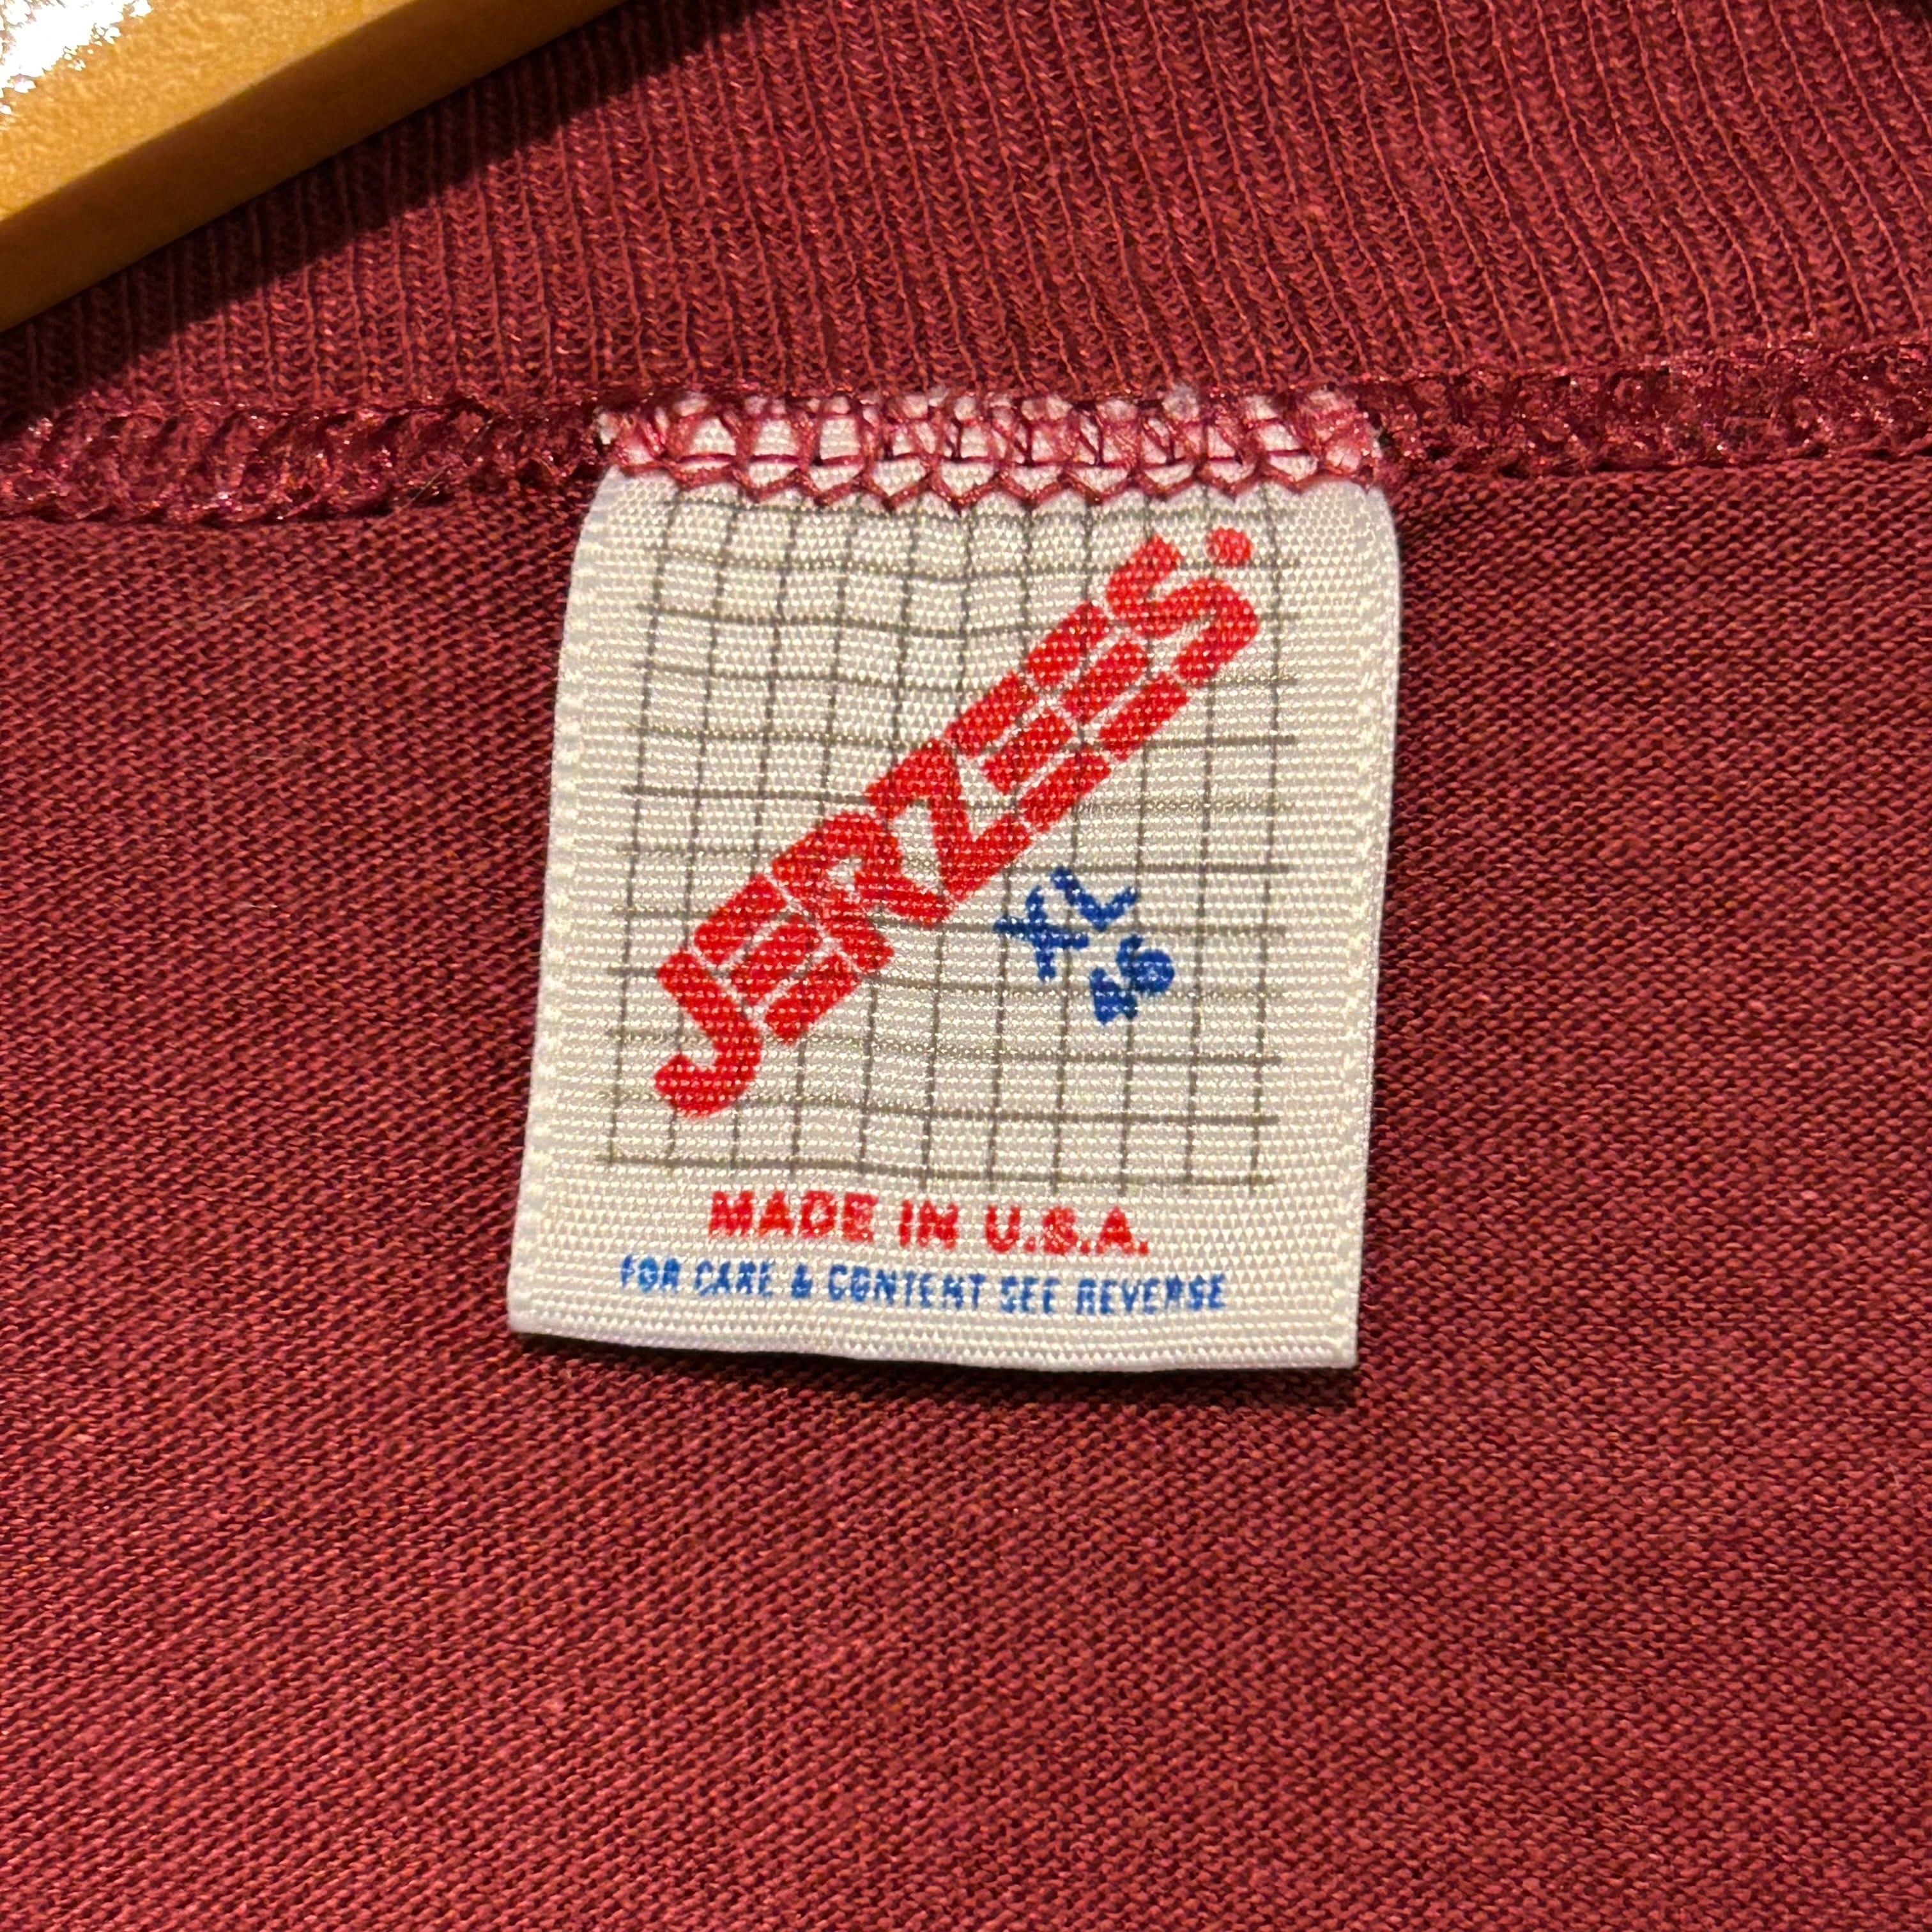 JERZEES.
XL
46
MADE IN U.S.A.
FOR CARE & CONTENT SEE REVERSE